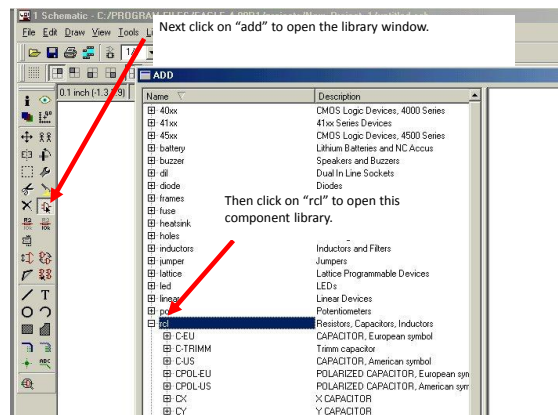 1 Schematic - C:/PROGRAM FILES/EAGLE
File Edit Draw View Tools
Next click on “add” to open the library window.
ADD
0.1 inch (-1.3
Name Description
40xx CMOS Logic Devices, 4000 Series
41xx 41xx Series Devices
45xx CMOS Logic Devices, 4500 Series
battery Lithium Batteries and NC Accus
buzzer Speakers and Buzzers
dil Dual In Line Sockets
diode Diodes
frames
fuse
heatsink
holes
Then click on “rcl” to open this
component library.
inductors Inductors and Filters
jumper Jumpers
lattice Lattice Programmable Devices
led LEDs
linear Linear Devices
po Potentiometers
rcl Resistors, Capacitors, Inductors
C-EU CAPACITOR, European symbol
C-TRIMM Trimm capacitor
C-US CAPACITOR, American symbol
CPOL-EU POLARIZED CAPACITOR, European sym
CPOL-US POLARIZED CAPACITOR, American sym
CX X CAPACITOR
CY Y CAPACITOR